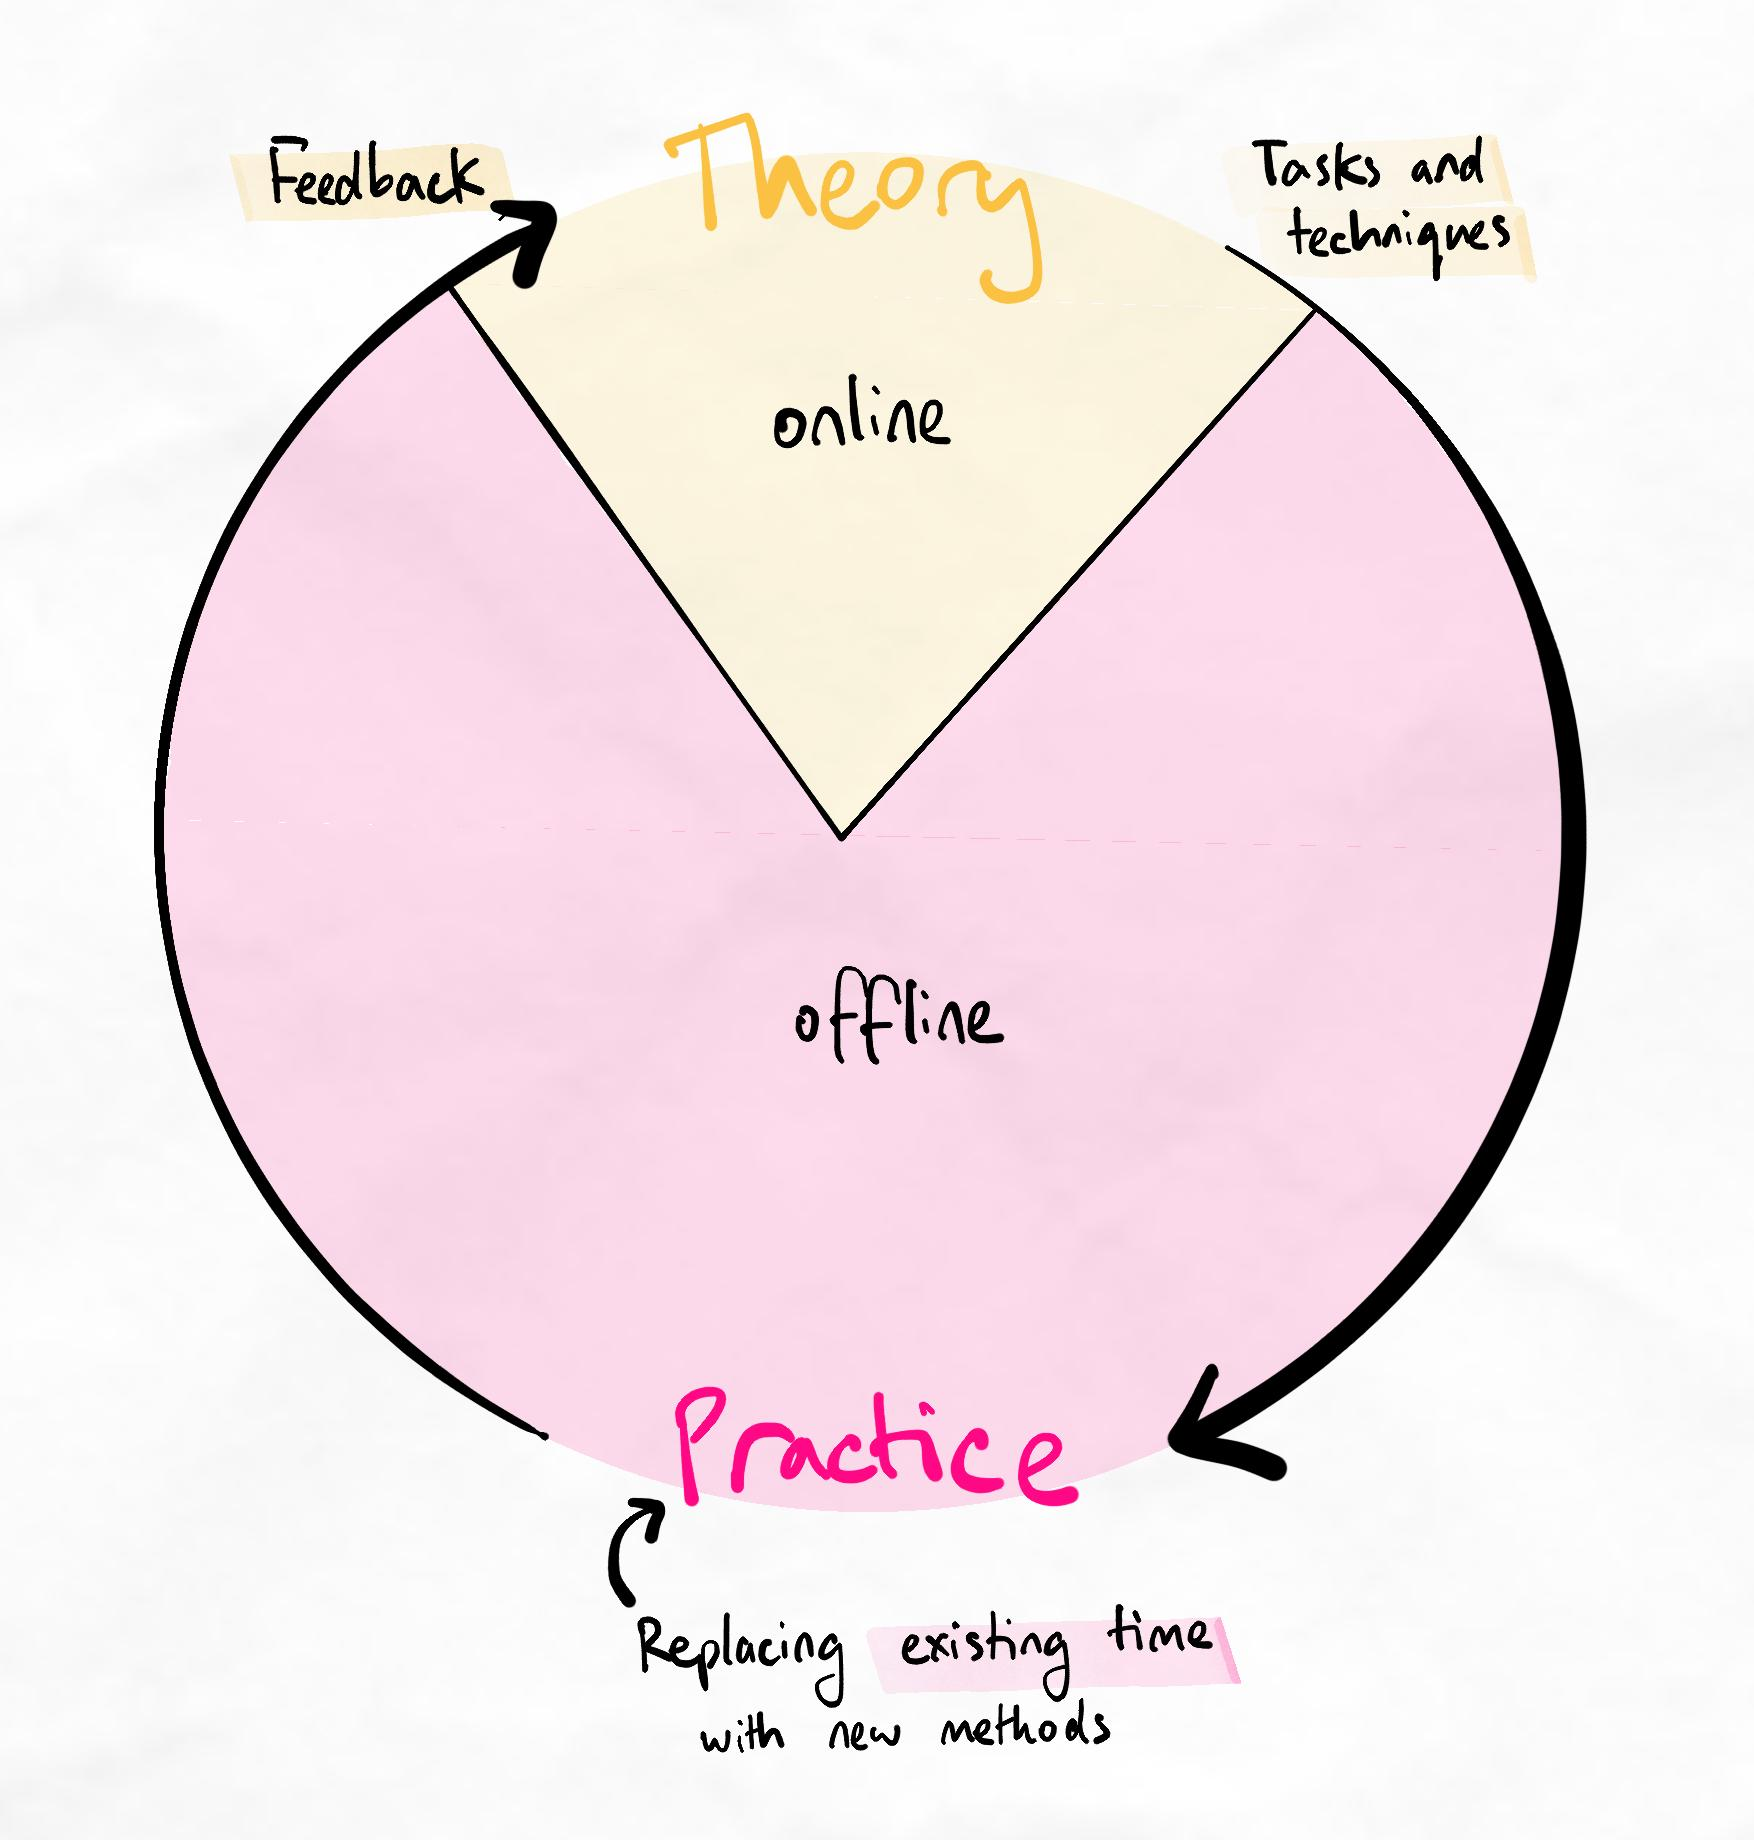 Feedback
Theory
Tasks and
techniques
online
offline
Practice
Replacing existing time
with new methods